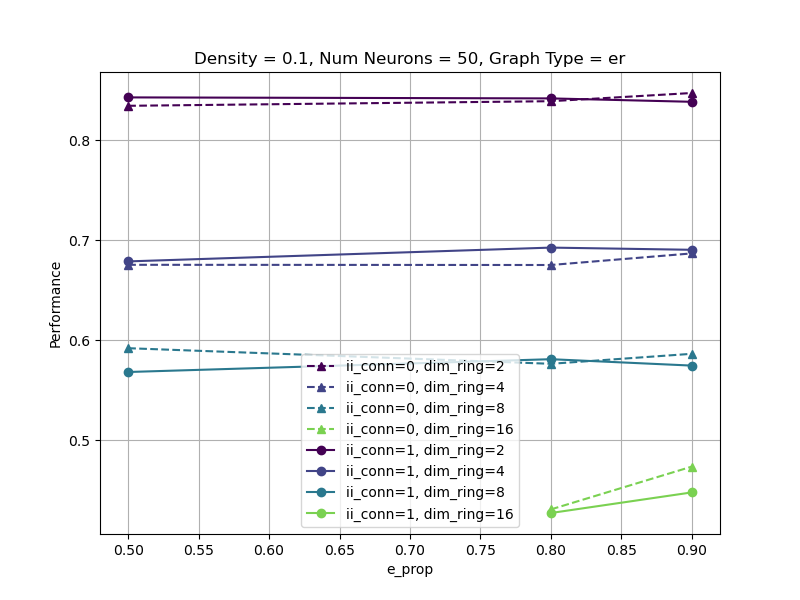 Density = 0.1, Num Neurons = 50, Graph Type = er
Performance
0.8
0.7
0.6
0.5
ii_conn=0, dim_ring=2
ii_conn=0, dim_ring=4
ii_conn=0, dim_ring=8
ii_conn=0, dim_ring=16
ii_conn=1, dim_ring=2
ii_conn=1, dim_ring=4
ii_conn=1, dim_ring=8
ii_conn=1, dim_ring=16
0.50 0.55 0.60 0.65 0.70 0.75 0.80 0.85 0.90
e_prop